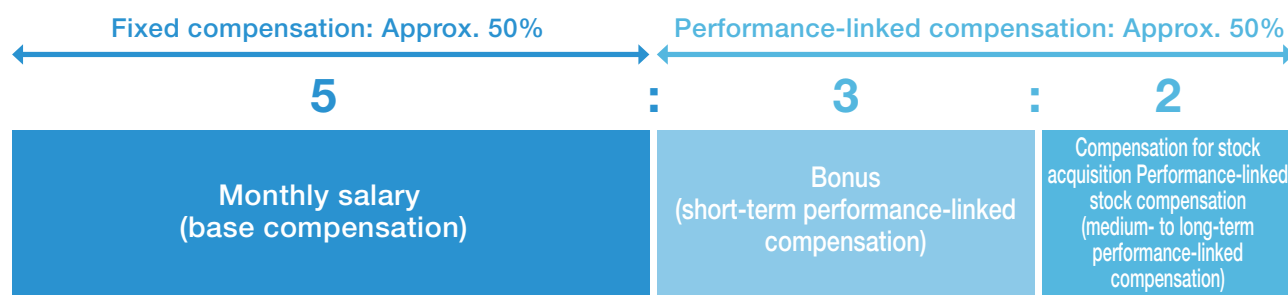 Fixed compensation: Approx. 50%
Performance-linked compensation: Approx. 50%
5 : 3 : 2
Monthly salary
(base compensation)
Bonus
(short-term performance-linked
compensation)
Compensation for stock
acquisition Performance-linked
stock compensation
(medium- to long-term
performance-linked
compensation)